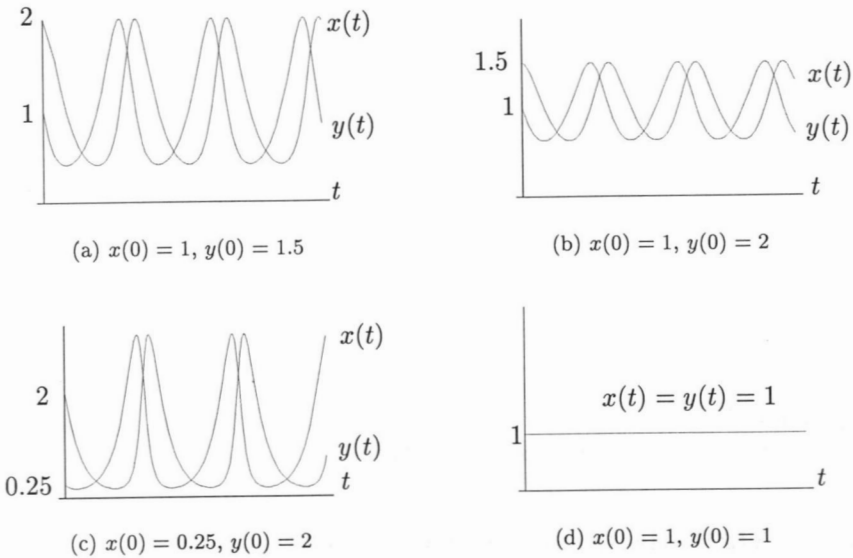 2
x(t)
1
y(t)
t
(a) x(0) = 1, y(0) = 1.5
1.5
x(t)
1
y(t)
t
(b) x(0) = 1, y(0) = 2
x(t)
2
y(t)
0.25
t
(c) x(0) = 0.25, y(0) = 2
x(t) = y(t) = 1
1
t
(d) x(0) = 1, y(0) = 1